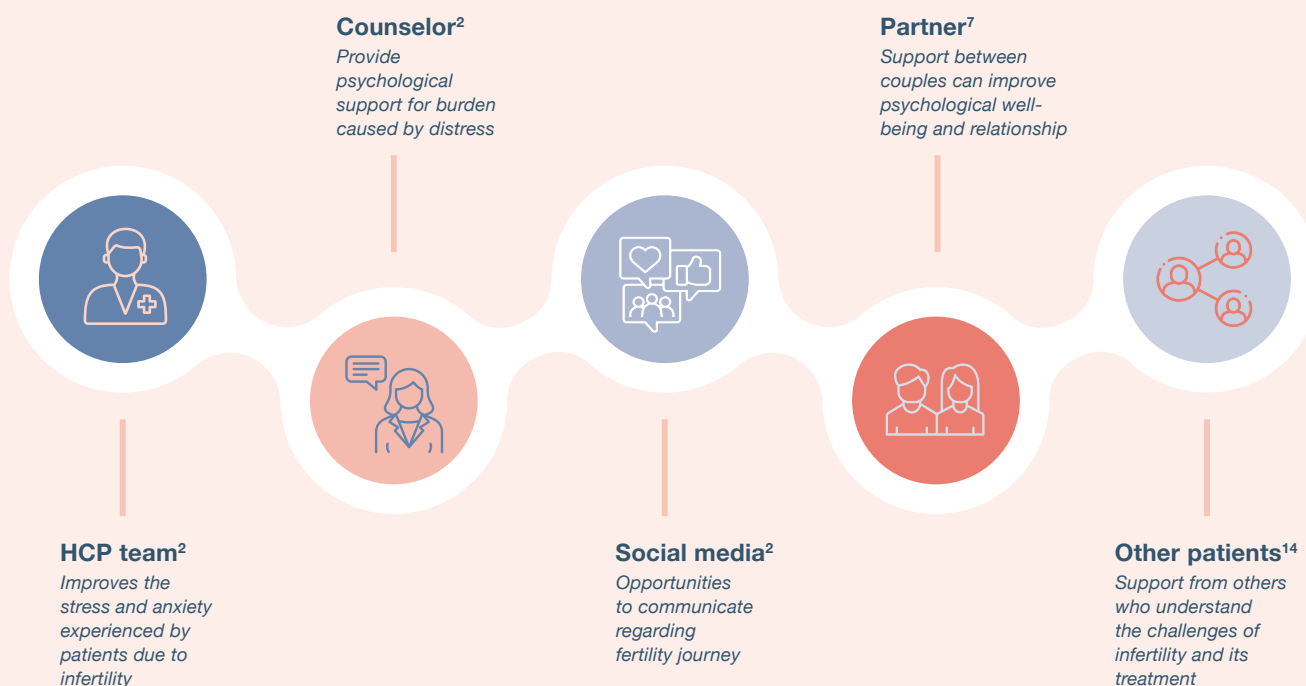 Counselor²
Provide
psychological
support for burden
caused by distress
Partner⁷
Support between
couples can improve
psychological well-
being and relationship
HCP team²
Improves the
stress and anxiety
experienced by
patients due to
infertility
Social media²
Opportunities
to communicate
regarding
fertility journey
Other patients¹⁴
Support from others
who understand
the challenges of
infertility and its
treatment